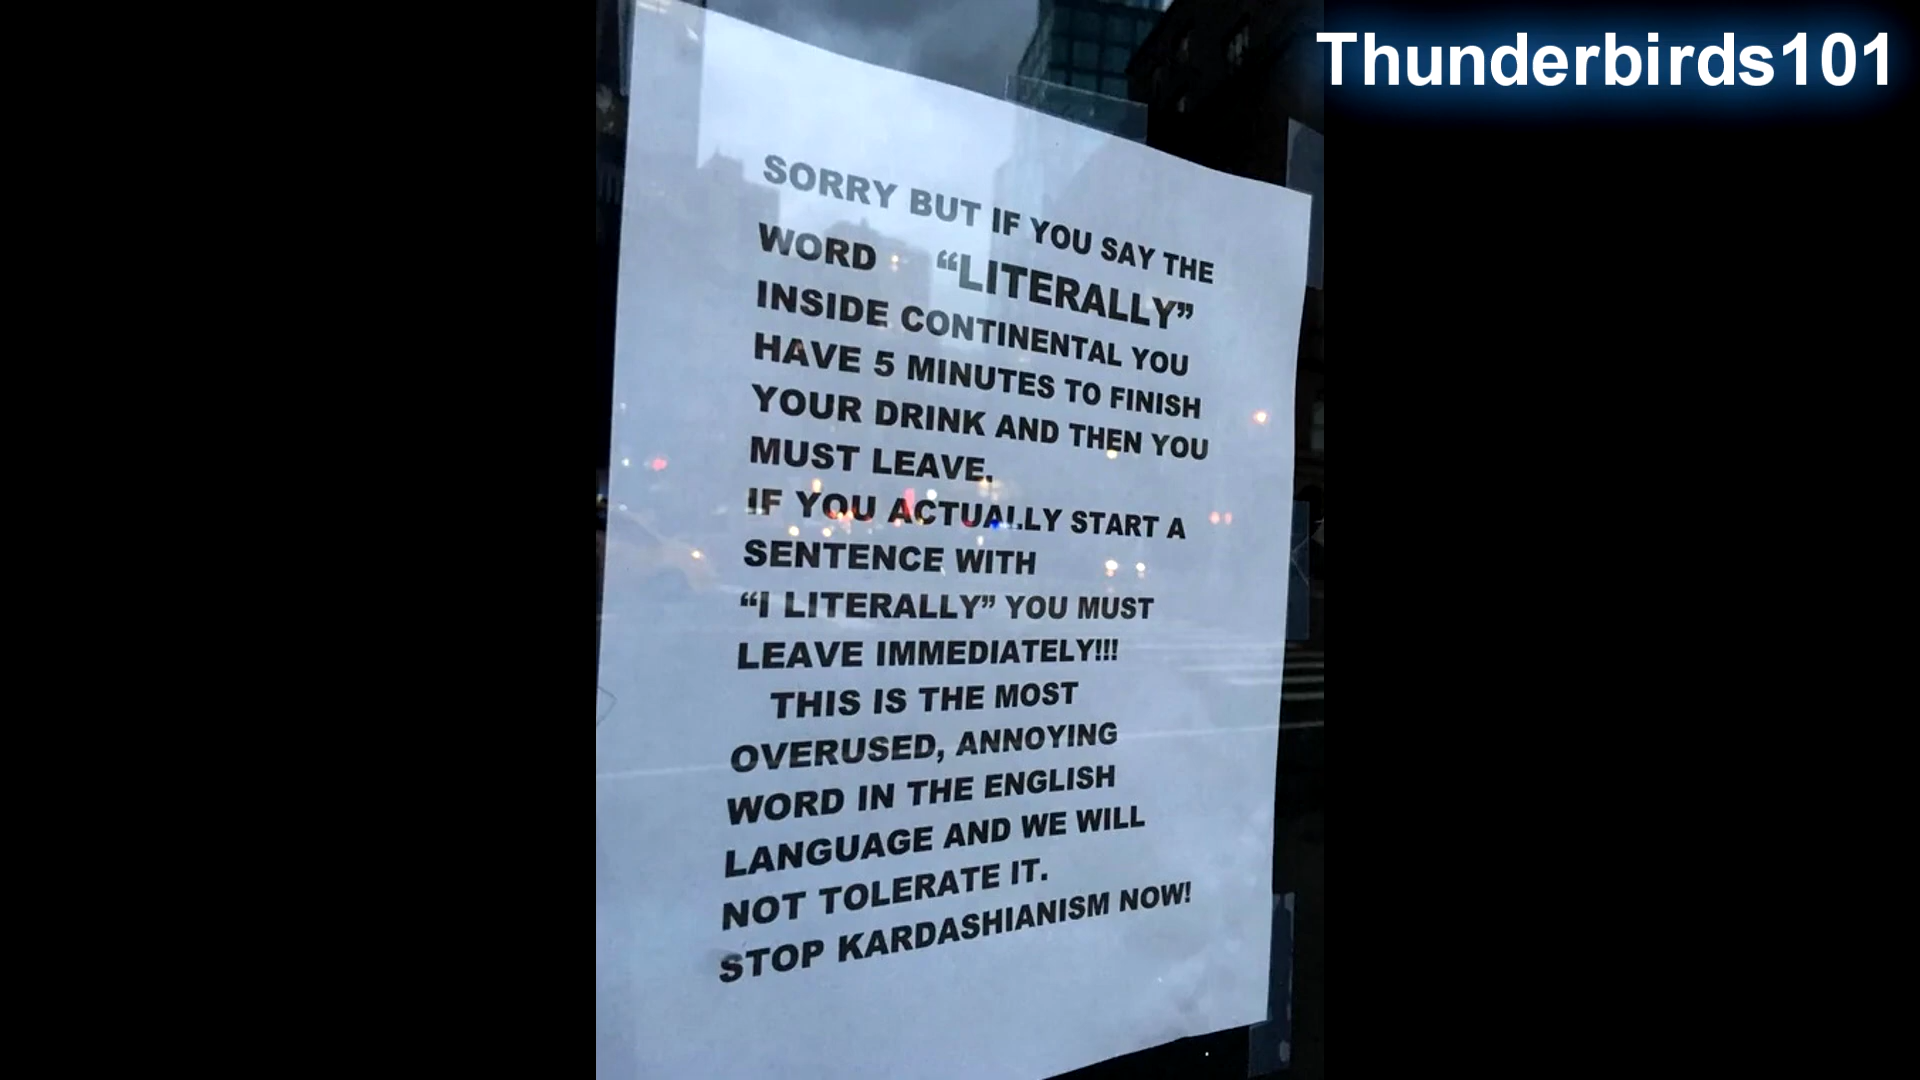 Thunderbirds101
SORRY BUT IF YOU SAY THE
WORD “LITERALLY”
INSIDE CONTINENTAL YOU
HAVE 5 MINUTES TO FINISH
YOUR DRINK AND THEN YOU
MUST LEAVE.
IF YOU ACTUALLY START A
SENTENCE WITH
“I LITERALLY” YOU MUST
LEAVE IMMEDIATELY!!!
THIS IS THE MOST
OVERUSED, ANNOYING
WORD IN THE ENGLISH
LANGUAGE AND WE WILL
NOT TOLERATE IT.
STOP KARDASHIANISM NOW!